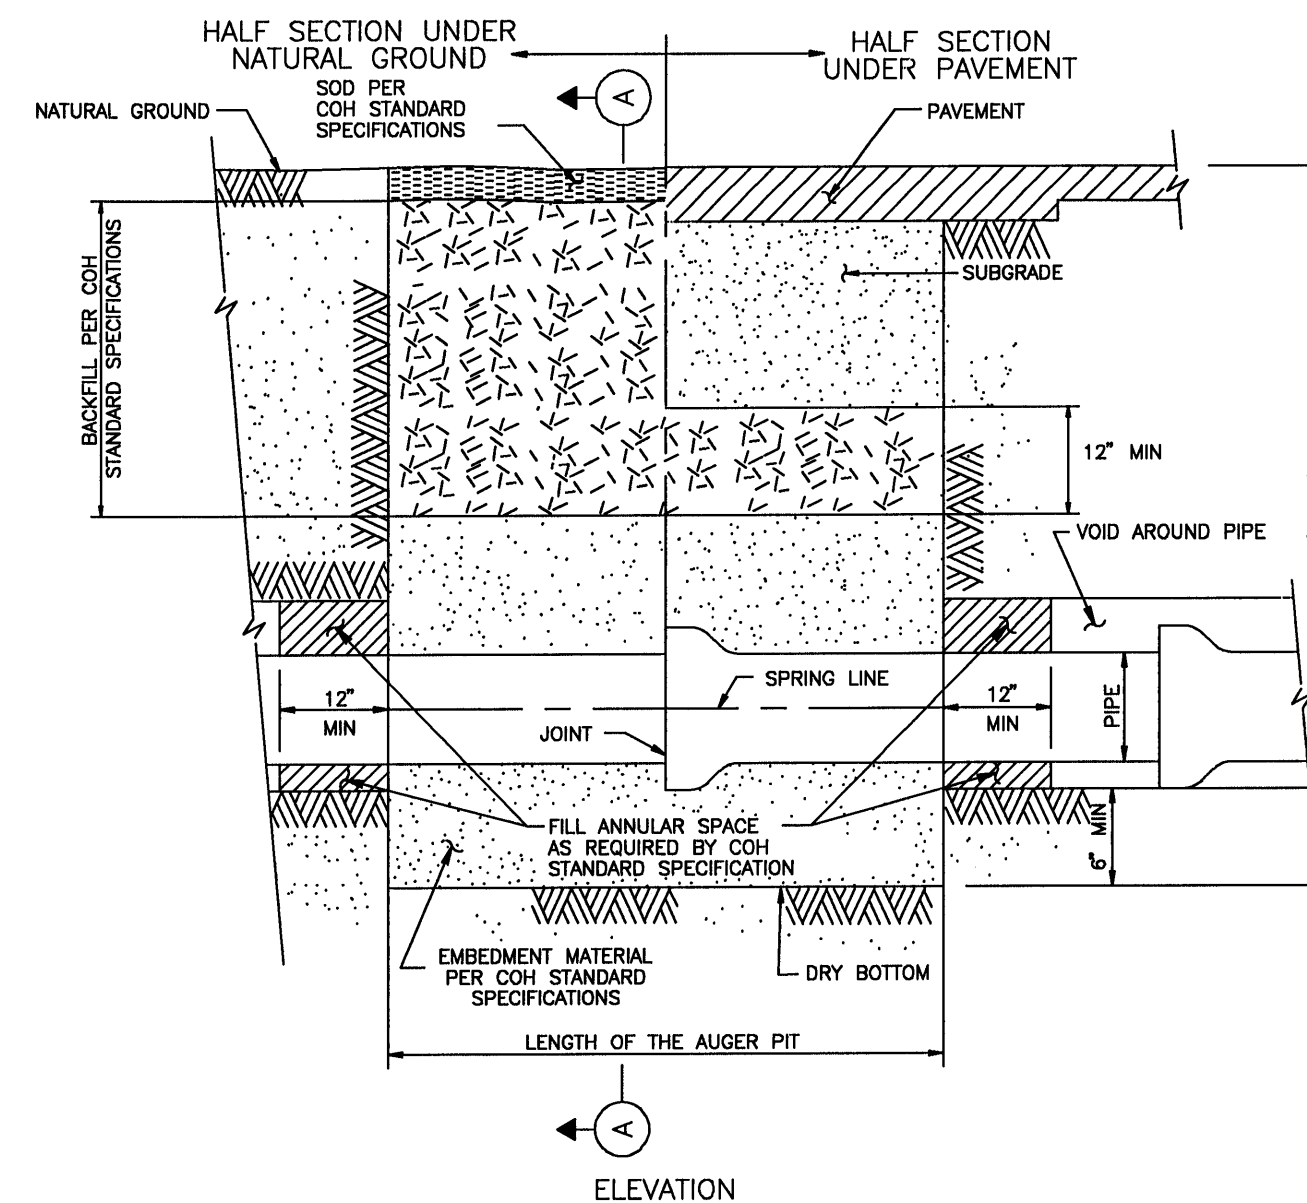 HALF SECTION UNDER
NATURAL GROUND
HALF SECTION
UNDER PAVEMENT
SOD PER
COH STANDARD
SPECIFICATIONS
A
NATURAL GROUND
PAVEMENT
SUBGRADE
BACKFILL PER COH
STANDARD SPECIFICATIONS
12" MIN
VOID AROUND PIPE
SPRING LINE
12"
MIN
12"
MIN
PIPE
JOINT
FILL ANNULAR SPACE
AS REQUIRED BY COH
STANDARD SPECIFICATION
6" MIN
EMBEDMENT MATERIAL
PER COH STANDARD
SPECIFICATIONS
DRY BOTTOM
LENGTH OF THE AUGER PIT
A
ELEVATION